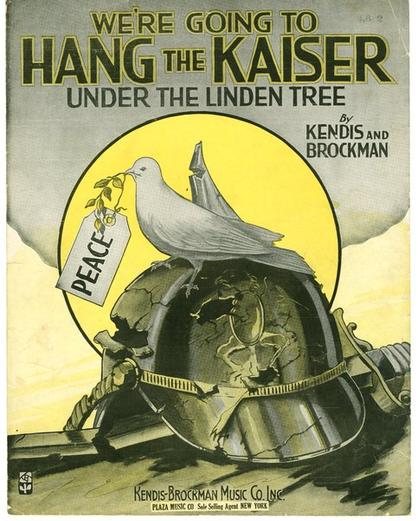 WE'RE GOING TO
HANG THE KAISER
UNDER THE LINDEN TREE
By
KENDIS AND
BROCKMAN
PEACE
KENDIS-BROCKMAN MUSIC CO. INC.
PLAZA MUSIC CO Sole Selling Agent NEW YORK